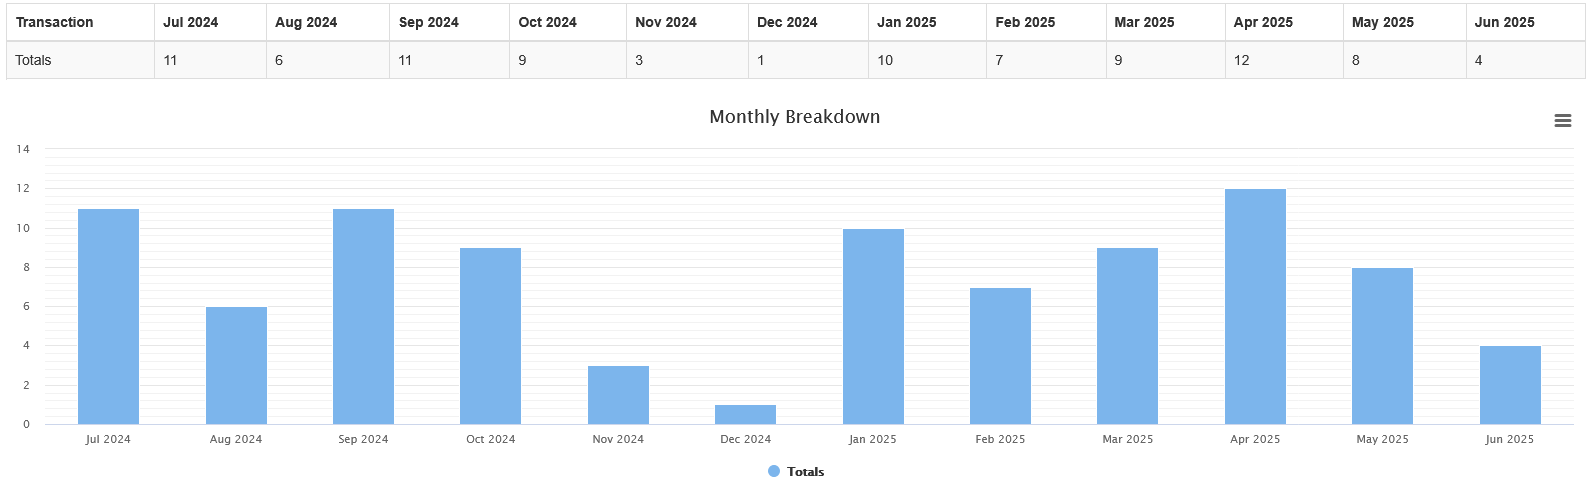 Transaction Jul 2024 Aug 2024 Sep 2024 Oct 2024 Nov 2024 Dec 2024 Jan 2025 Feb 2025 Mar 2025 Apr 2025 May 2025 Jun 2025
Totals 11 6 11 9 3 1 10 7 9 12 8 4
Monthly Breakdown
14
12
10
8
6
4
2
0
Jul 2024 Aug 2024 Sep 2024 Oct 2024 Nov 2024 Dec 2024 Jan 2025 Feb 2025 Mar 2025 Apr 2025 May 2025 Jun 2025
Totals